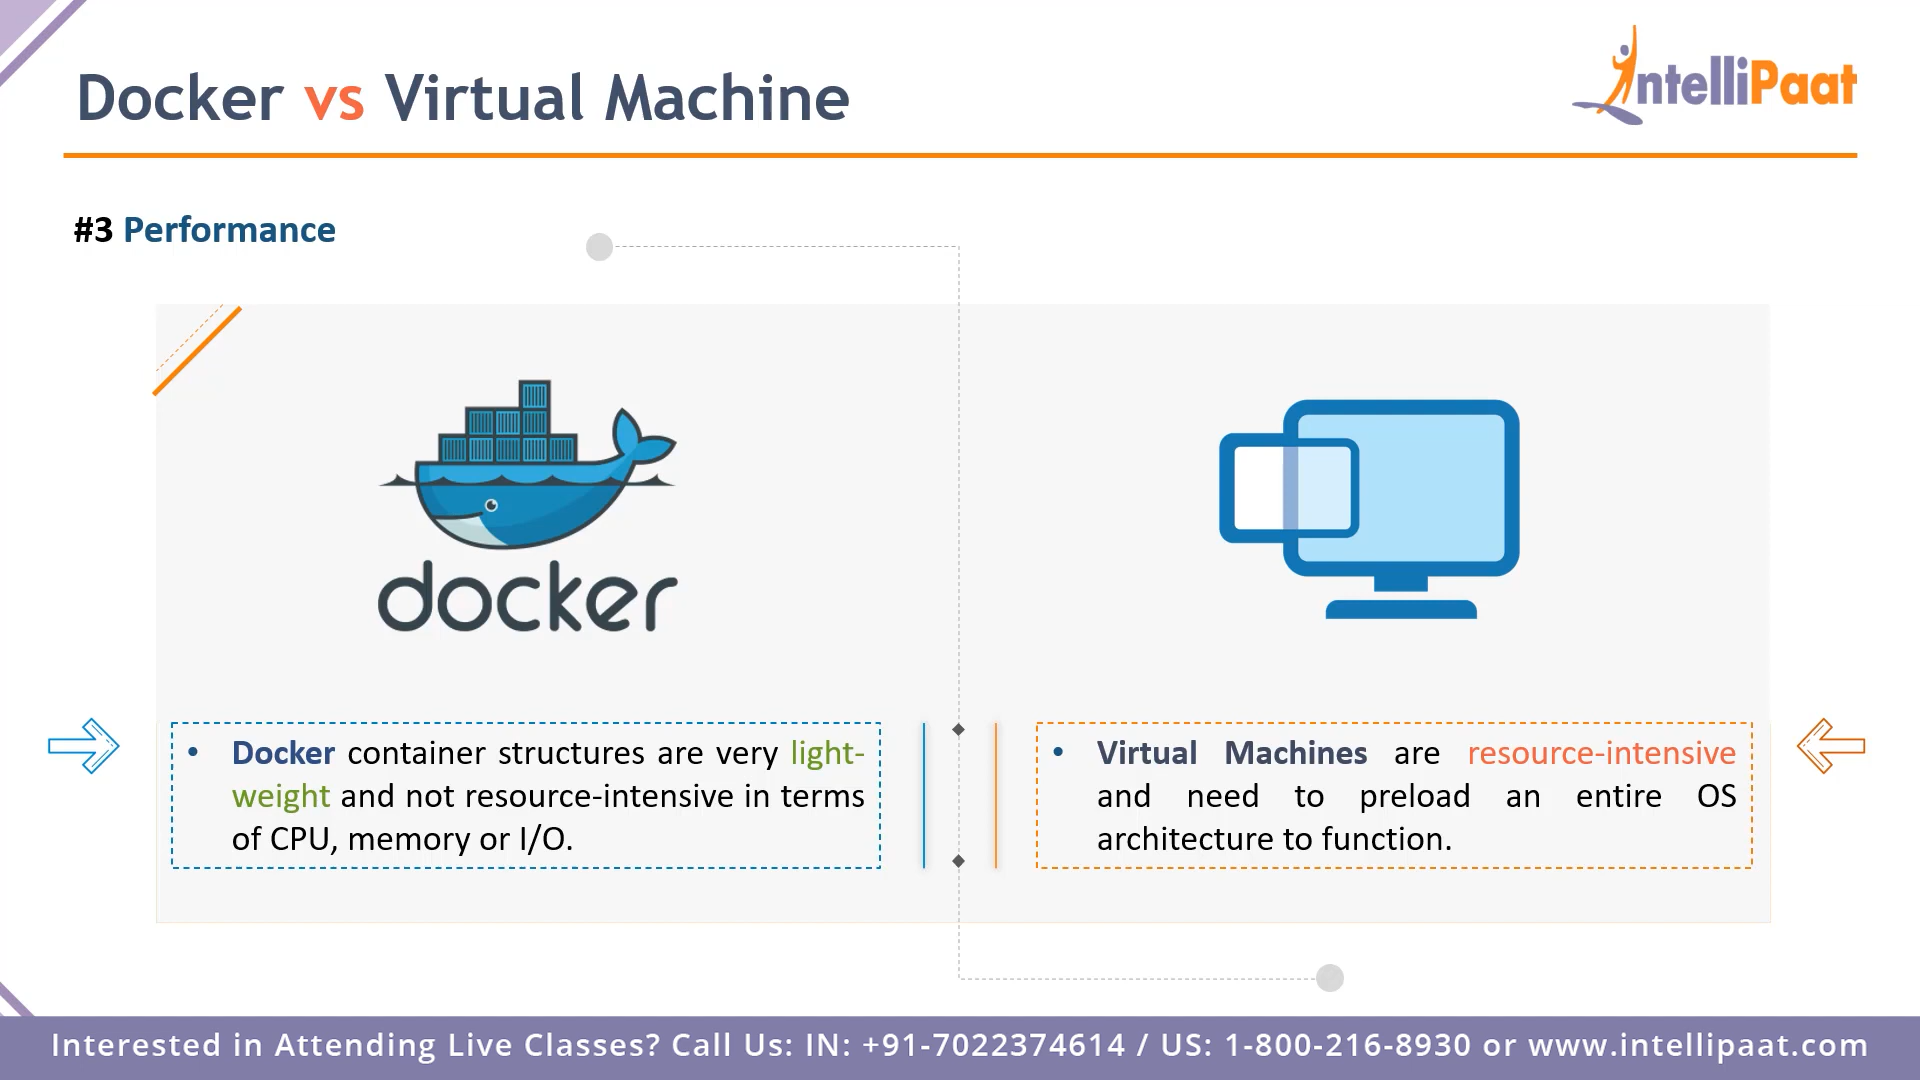 Docker vs Virtual Machine
IntelliPaat
#3 Performance
docker
• Docker container structures are very light-
weight and not resource-intensive in terms
of CPU, memory or I/O.
• Virtual Machines are resource-intensive
and need to preload an entire OS
architecture to function.
Interested in Attending Live Classes? Call Us: IN: +91-7022374614 / US: 1-800-216-8930 or www.intellipaat.com